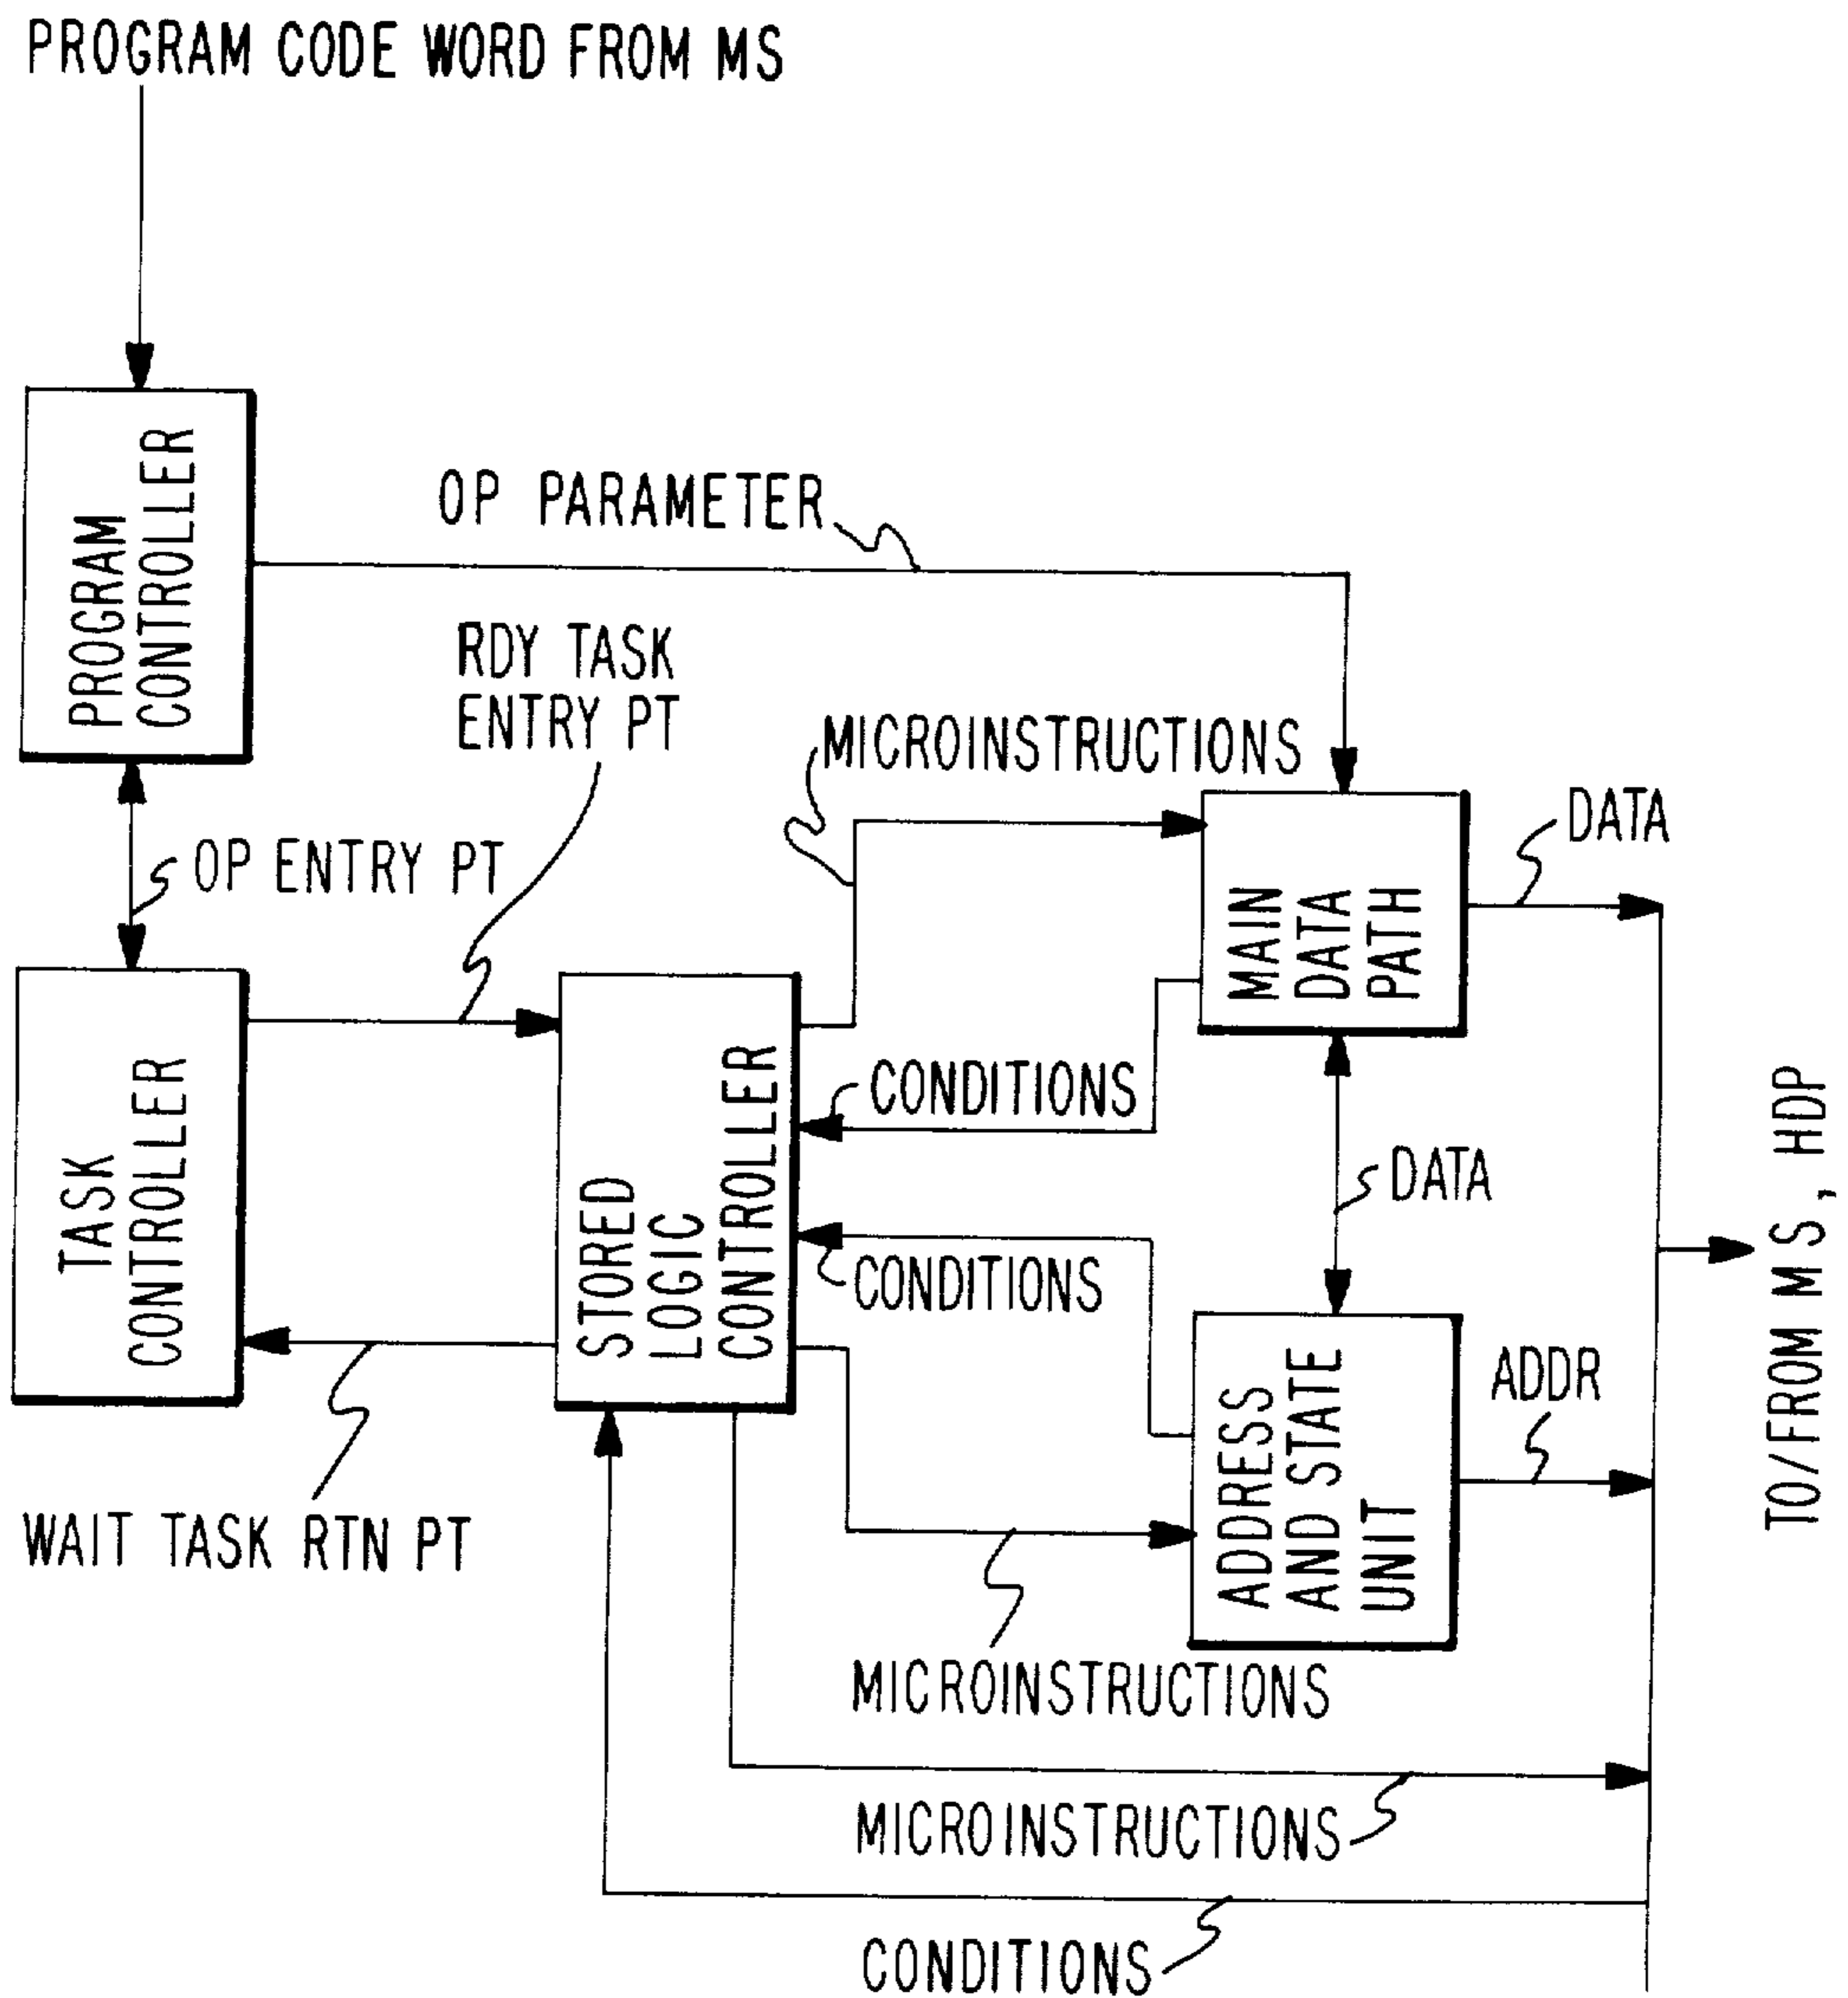 PROGRAM CODE WORD FROM MS
PROGRAM
CONTROLLER
OP PARAMETER
RDY TASK
ENTRY PT
MICROINSTRUCTIONS
DATA
OP ENTRY PT
MAIN
DATA
PATH
TASK
CONTROLLER
STORED
LOGIC
CONTROLLER
CONDITIONS
DATA
CONDITIONS
TO/FROM MS, HDP
ADDRESS
AND STATE
UNIT
ADDR
WAIT TASK RTN PT
MICROINSTRUCTIONS
MICROINSTRUCTIONS
CONDITIONS